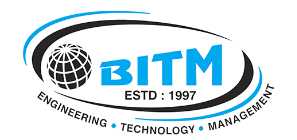 BITM
ESTD : 1997
ENGINEERING • TECHNOLOGY • MANAGEMENT